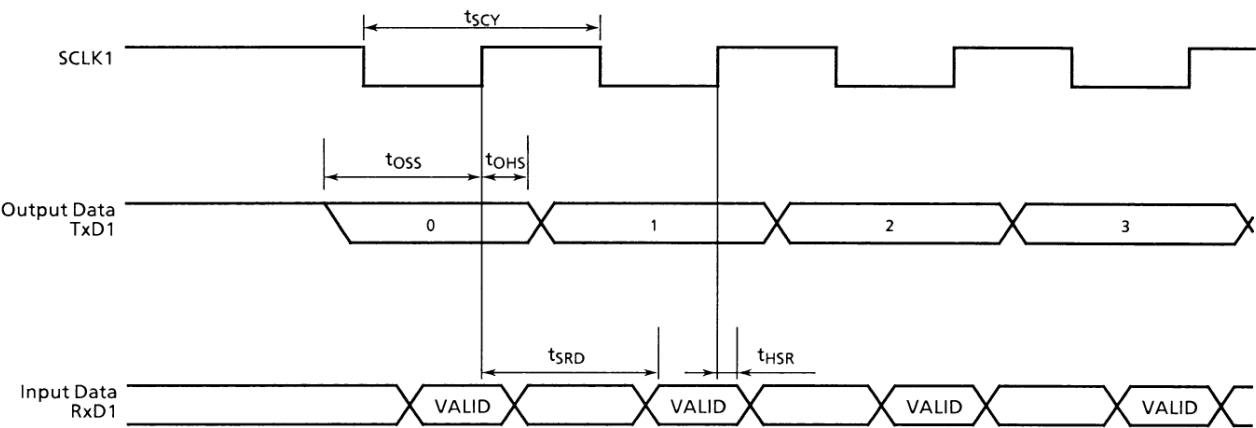 tSCY
SCLK1
tOSS
tOHS
Output Data
TxD1
0
1
2
3
tSRD
tHSR
Input Data
RxD1
VALID
VALID
VALID
VALID